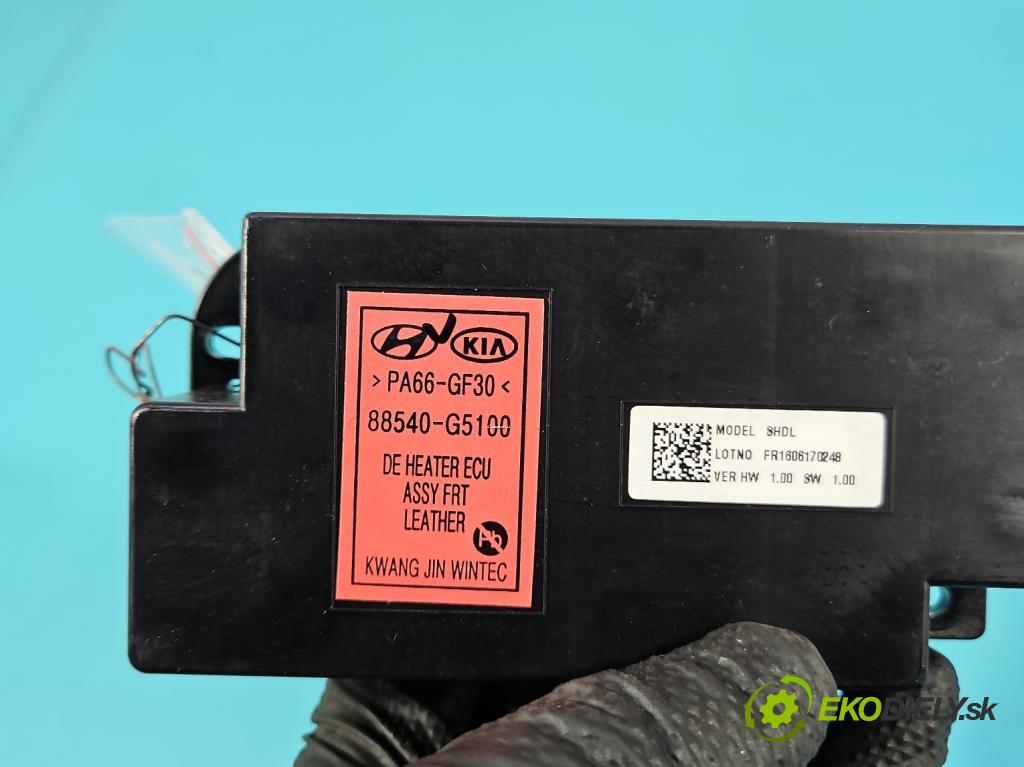 KIA
>PA66-GF30<
88540-G5100
DE HEATER ECU
ASSY FRT
LEATHER
Pb
KWANG JIN WINTEC
MODEL SHDL
LOTNO FR1606170248
VER HW 1.00 SW 1.00
EKODIELY.sk